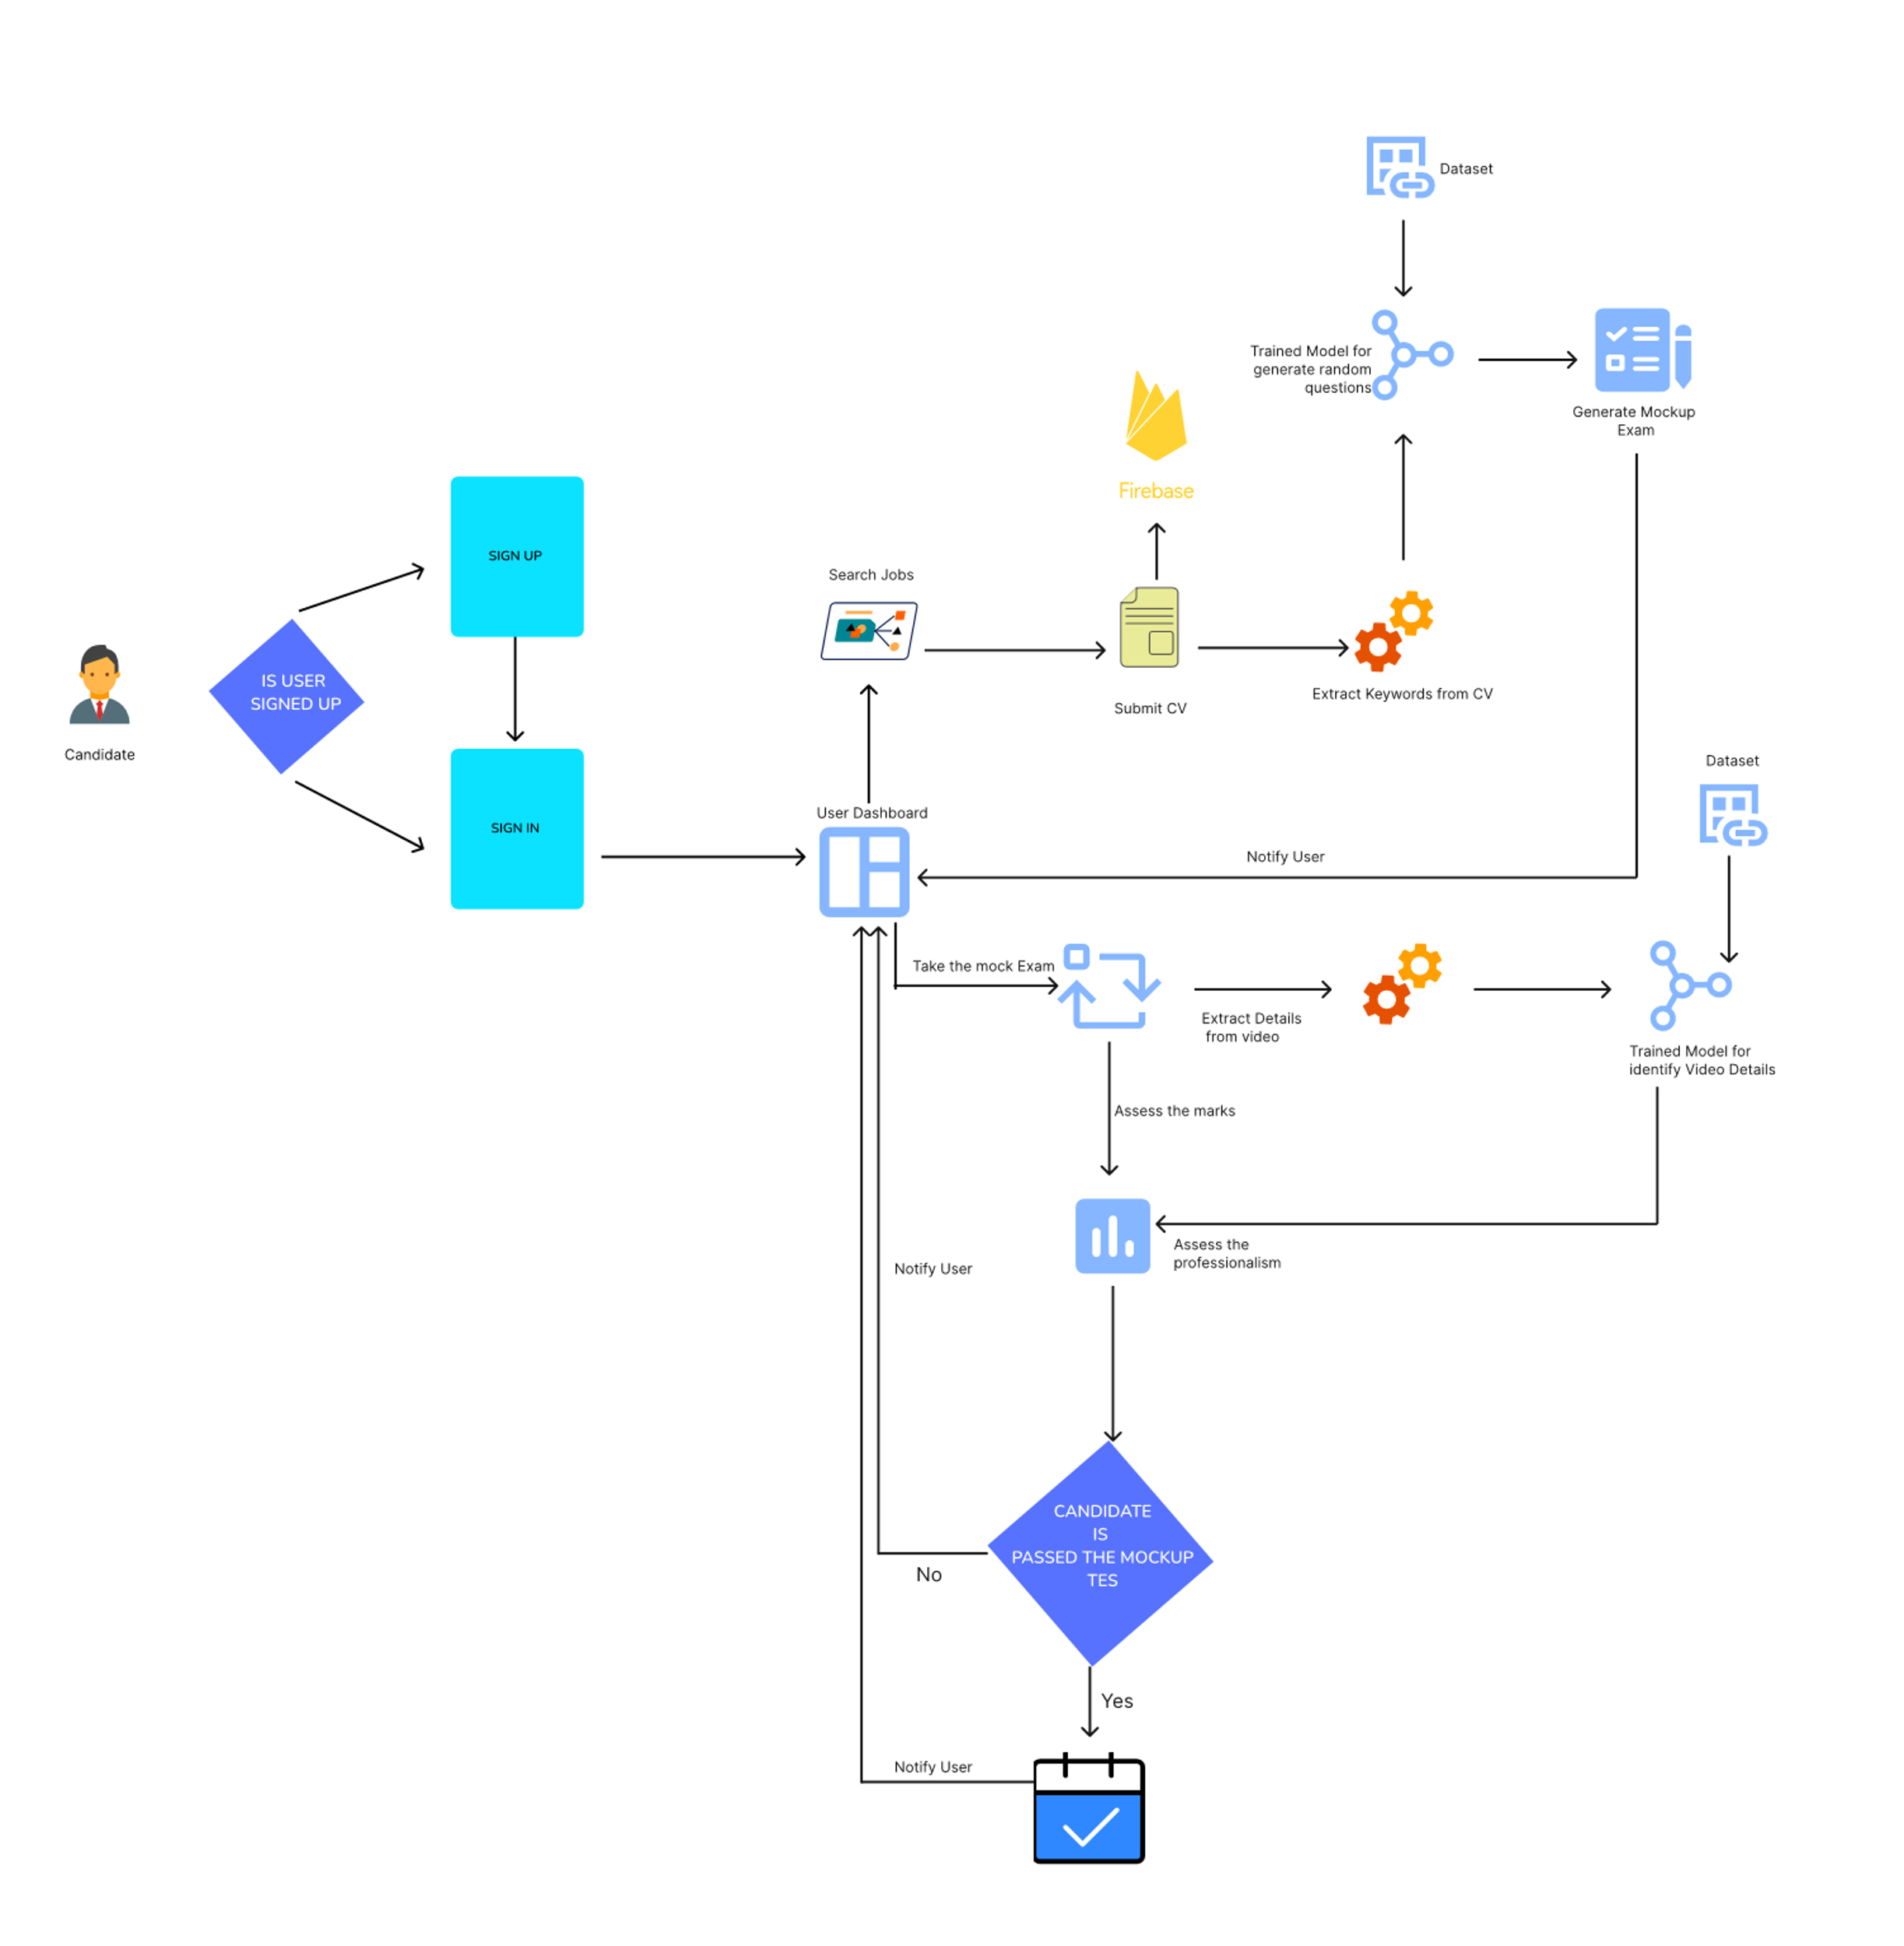 Dataset
Trained Model for
generate random
questions
Generate Mockup
Exam
Firebase
SIGN UP
Search Jobs
IS USER
SIGNED UP
Candidate
Submit CV
Extract Keywords from CV
SIGN IN
User Dashboard
Notify User
Dataset
Take the mock Exam
Extract Details
from video
Trained Model for
identify Video Details
Assess the marks
Assess the
professionalism
Notify User
CANDIDATE
IS
PASSED THE MOCKUP
TES
No
Yes
Notify User